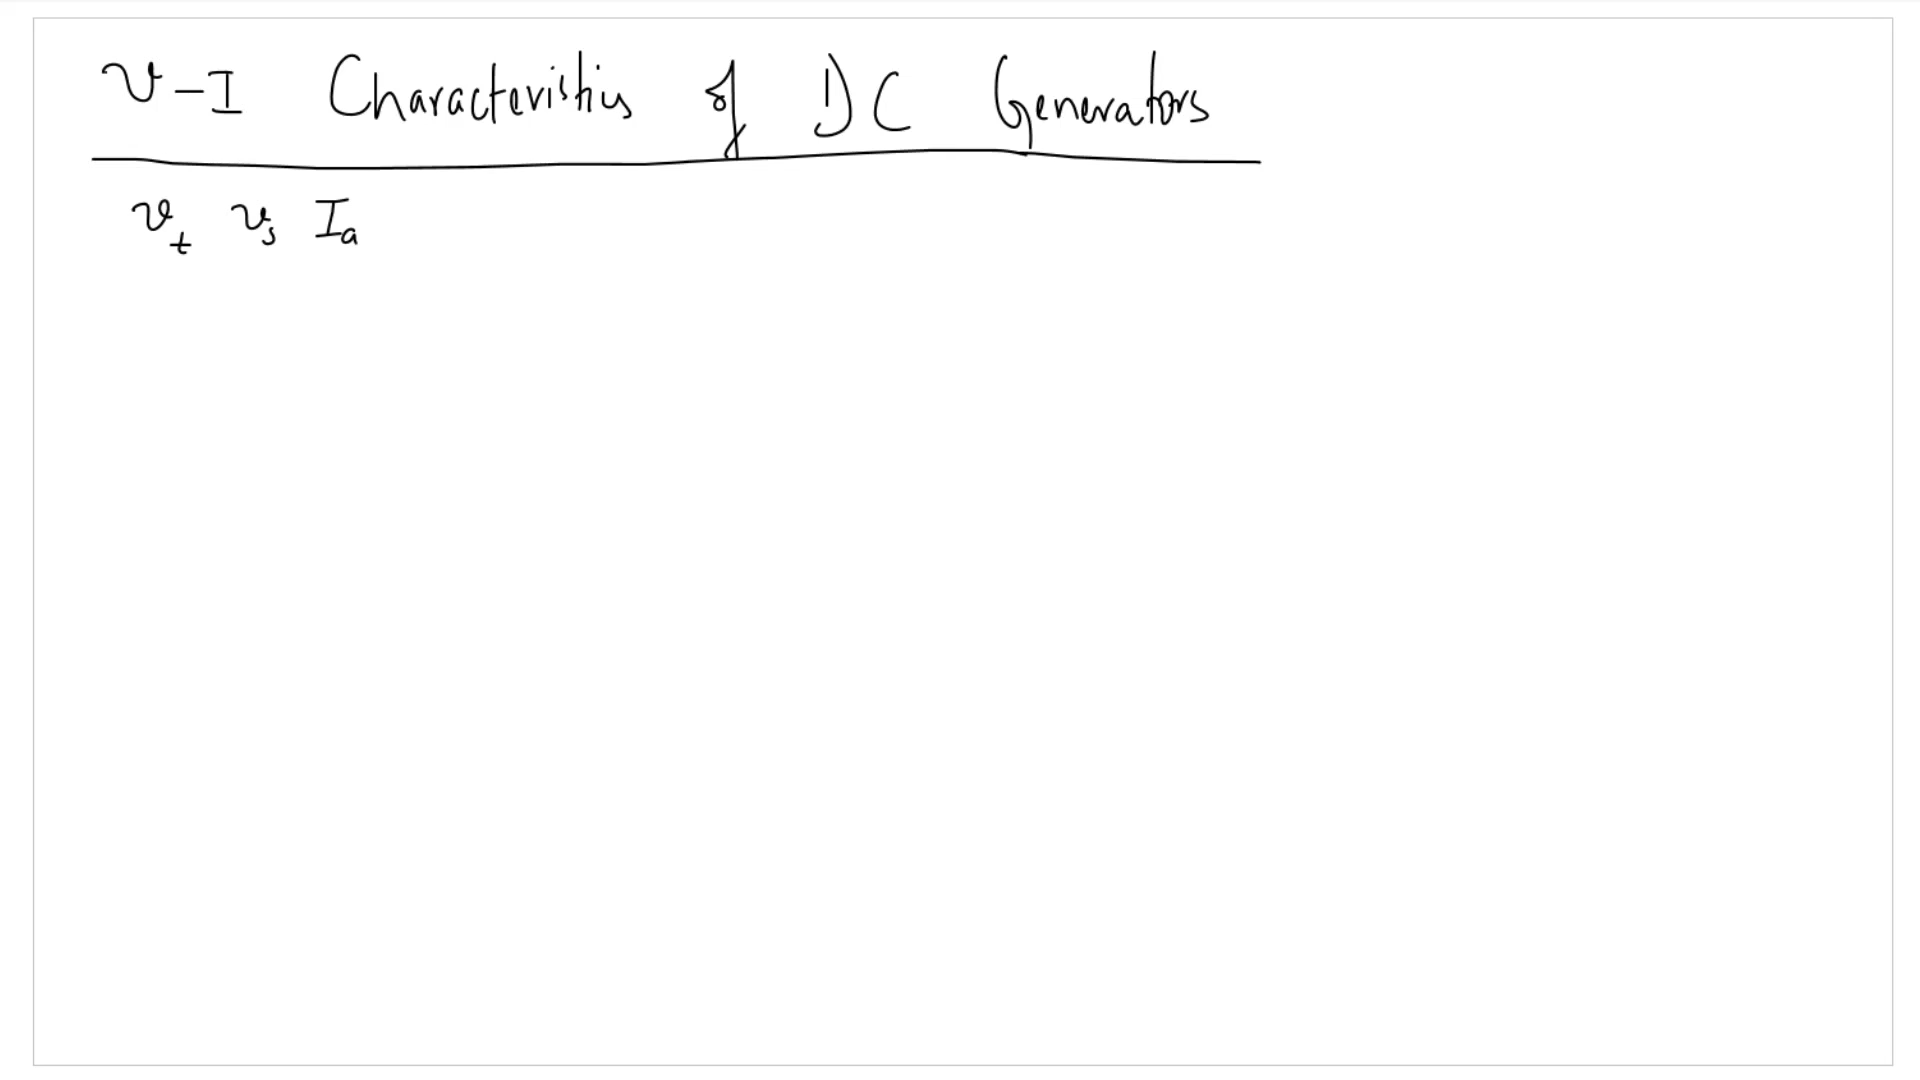 V-I Characteristics of DC Generators
Vt Vs Ia